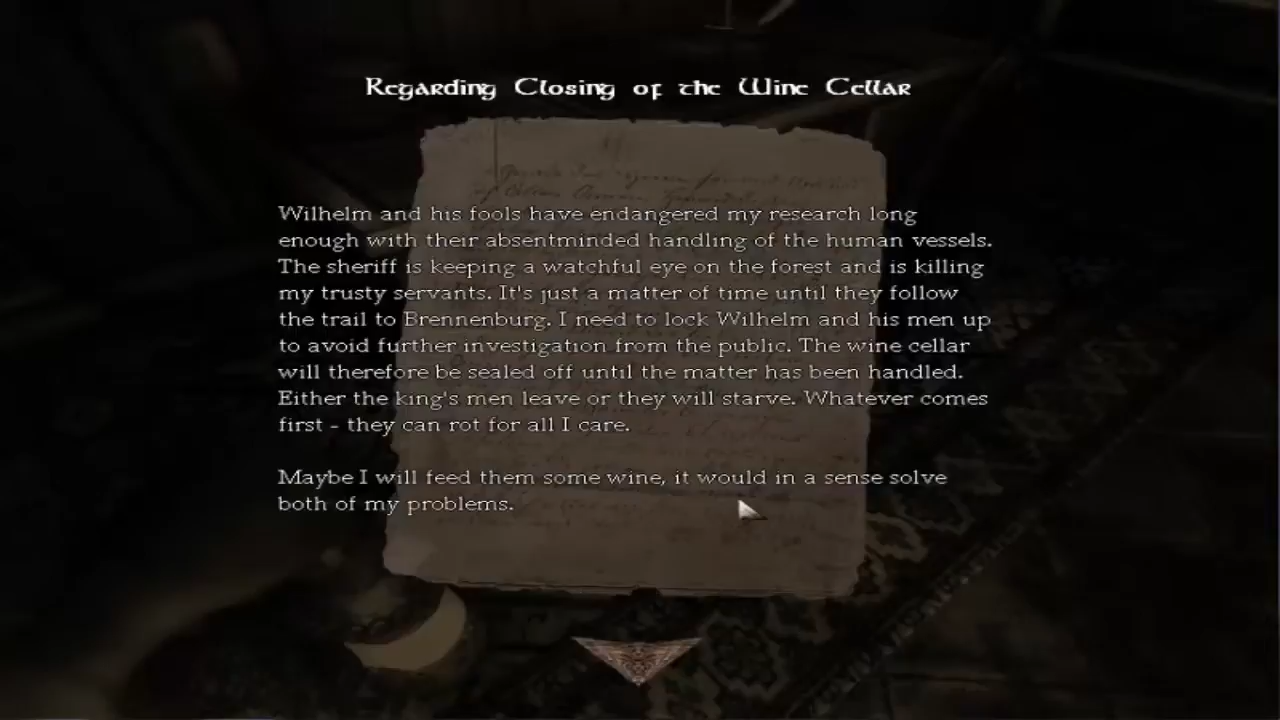 Regarding Closing of the Wine Cellar
Wilhelm and his fools have endangered my research long
enough with their absentminded handling of the human vessels.
The sheriff is keeping a watchful eye on the forest and is killing
my trusty servants. It's just a matter of time until they follow
the trail to Brennenburg. I need to lock Wilhelm and his men up
to avoid further investigation from the public. The wine cellar
will therefore be sealed off until the matter has been handled.
Either the king's men leave or they will starve. Whatever comes
first - they can rot for all I care.
Maybe I will feed them some wine, it would in a sense solve
both of my problems.